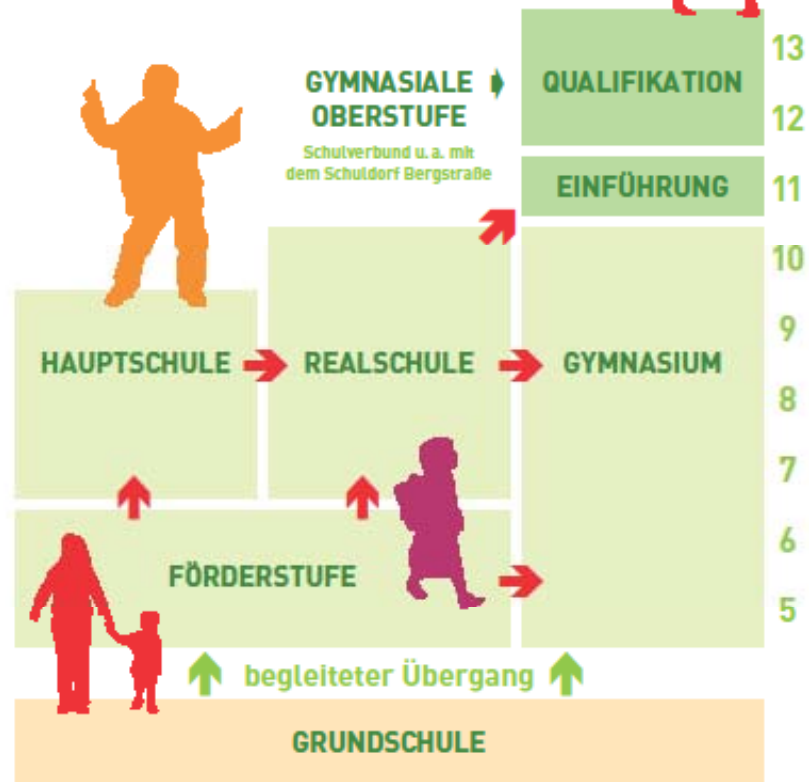 13
GYMNASIALE
OBERSTUFE
QUALIFIKATION
12
Schulverbund u. a. mit
dem Schuldorf Bergstraße
EINFÜHRUNG
11
10
9
HAUPTSCHULE
REALSCHULE
GYMNASIUM
8
7
6
FÖRDERSTUFE
5
begleiteter Übergang
GRUNDSCHULE